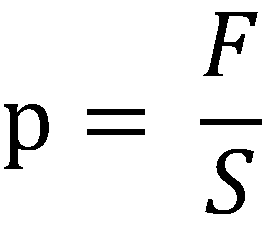 p = F/S